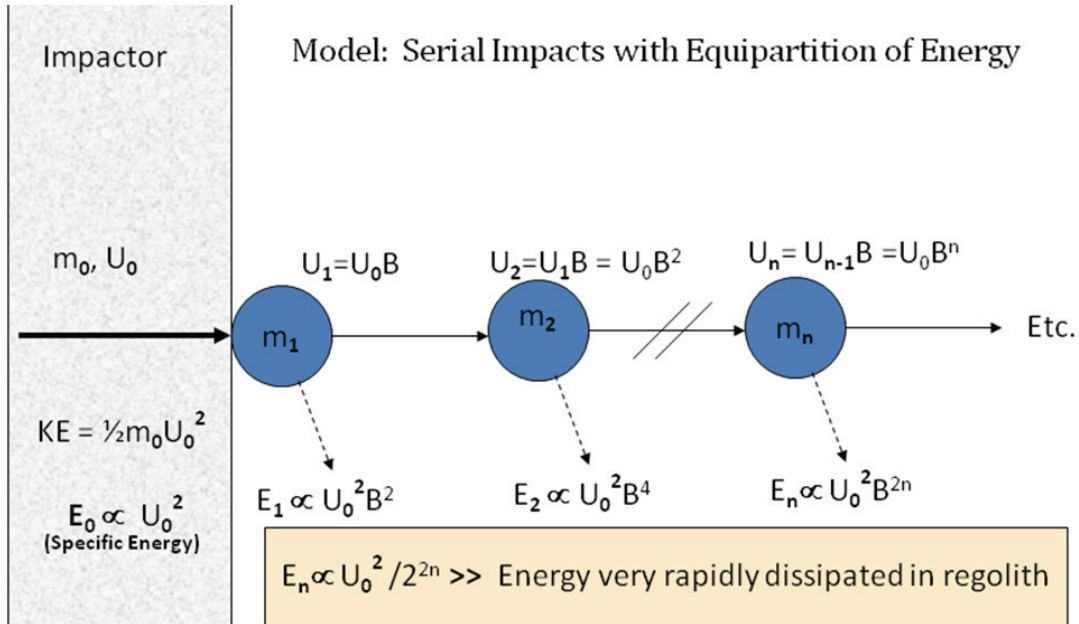 Impactor
Model: Serial Impacts with Equipartition of Energy
m₀, U₀
U₁=U₀B
U₂=U₁B = U₀B²
Uₙ= Uₙ₋₁B =U₀Bⁿ
m₁
m₂
mₙ
Etc.
KE = ½m₀U₀²
E₀ ∝ U₀²
(Specific Energy)
E₁ ∝ U₀²B²
E₂ ∝ U₀²B⁴
Eₙ∝ U₀²B²ⁿ
Eₙ∝ U₀² /2²ⁿ >> Energy very rapidly dissipated in regolith